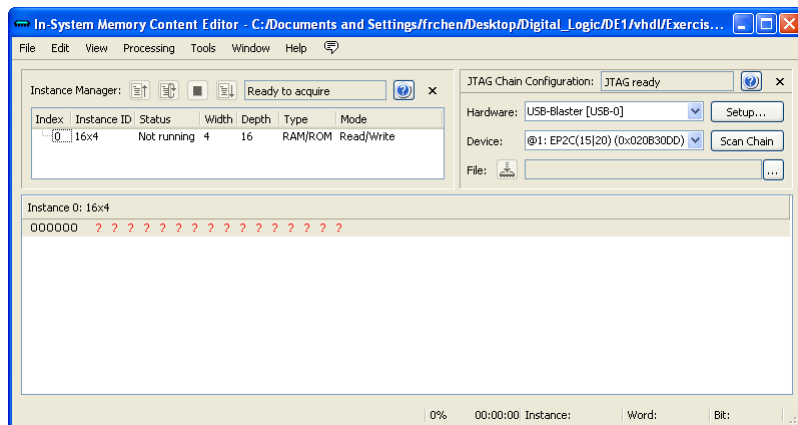 In-System Memory Content Editor - C:/Documents and Settings/frchen/Desktop/Digital_Logic/DE1/vhdl/Exercis...
File Edit View Processing Tools Window Help
Instance Manager: Ready to acquire
Index Instance ID Status Width Depth Type Mode
0 16x4 Not running 4 16 RAM/ROM Read/Write
JTAG Chain Configuration: JTAG ready
Hardware: USB-Blaster [USB-0] Setup...
Device: @1: EP2C(15|20) (0x020B30DD) Scan Chain
File: ...
Instance 0: 16x4
000000 ? ? ? ? ? ? ? ? ? ? ? ? ? ? ? ?
0% 00:00:00 Instance: Word: Bit: